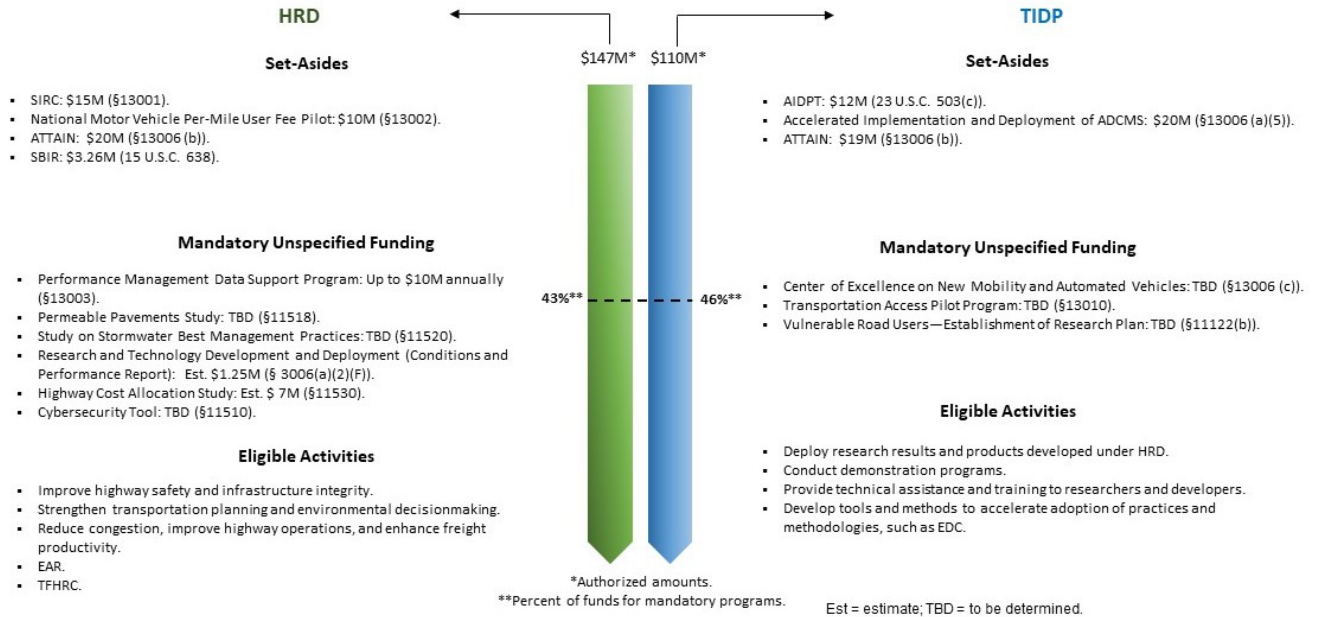 HRD
TIDP
$147M*
$110M*
Set-Asides
▪ SIRC: $15M (§13001).
▪ National Motor Vehicle Per-Mile User Fee Pilot: $10M (§13002).
▪ ATTAIN: $20M (§13006 (b)).
▪ SBIR: $3.26M (15 U.S.C. 638).
Mandatory Unspecified Funding
▪ Performance Management Data Support Program: Up to $10M annually
(§13003).
▪ Permeable Pavements Study: TBD (§11518).
▪ Study on Stormwater Best Management Practices: TBD (§11520).
▪ Research and Technology Development and Deployment (Conditions and
Performance Report): Est. $1.25M (§ 3006(a)(2)(F)).
▪ Highway Cost Allocation Study: Est. $ 7M (§11530).
▪ Cybersecurity Tool: TBD (§11510).
Eligible Activities
▪ Improve highway safety and infrastructure integrity.
▪ Strengthen transportation planning and environmental decisionmaking.
▪ Reduce congestion, improve highway operations, and enhance freight
productivity.
▪ EAR.
▪ TFHRC.
43%**
46%**
Set-Asides
▪ AIDPT: $12M (23 U.S.C. 503(c)).
▪ Accelerated Implementation and Deployment of ADCMS: $20M (§13006 (a)(5)).
▪ ATTAIN: $19M (§13006 (b)).
Mandatory Unspecified Funding
▪ Center of Excellence on New Mobility and Automated Vehicles: TBD (§13006 (c)).
▪ Transportation Access Pilot Program: TBD (§13010).
▪ Vulnerable Road Users—Establishment of Research Plan: TBD (§11122(b)).
Eligible Activities
▪ Deploy research results and products developed under HRD.
▪ Conduct demonstration programs.
▪ Provide technical assistance and training to researchers and developers.
▪ Develop tools and methods to accelerate adoption of practices and
methodologies, such as EDC.
*Authorized amounts.
**Percent of funds for mandatory programs.
Est = estimate; TBD = to be determined.